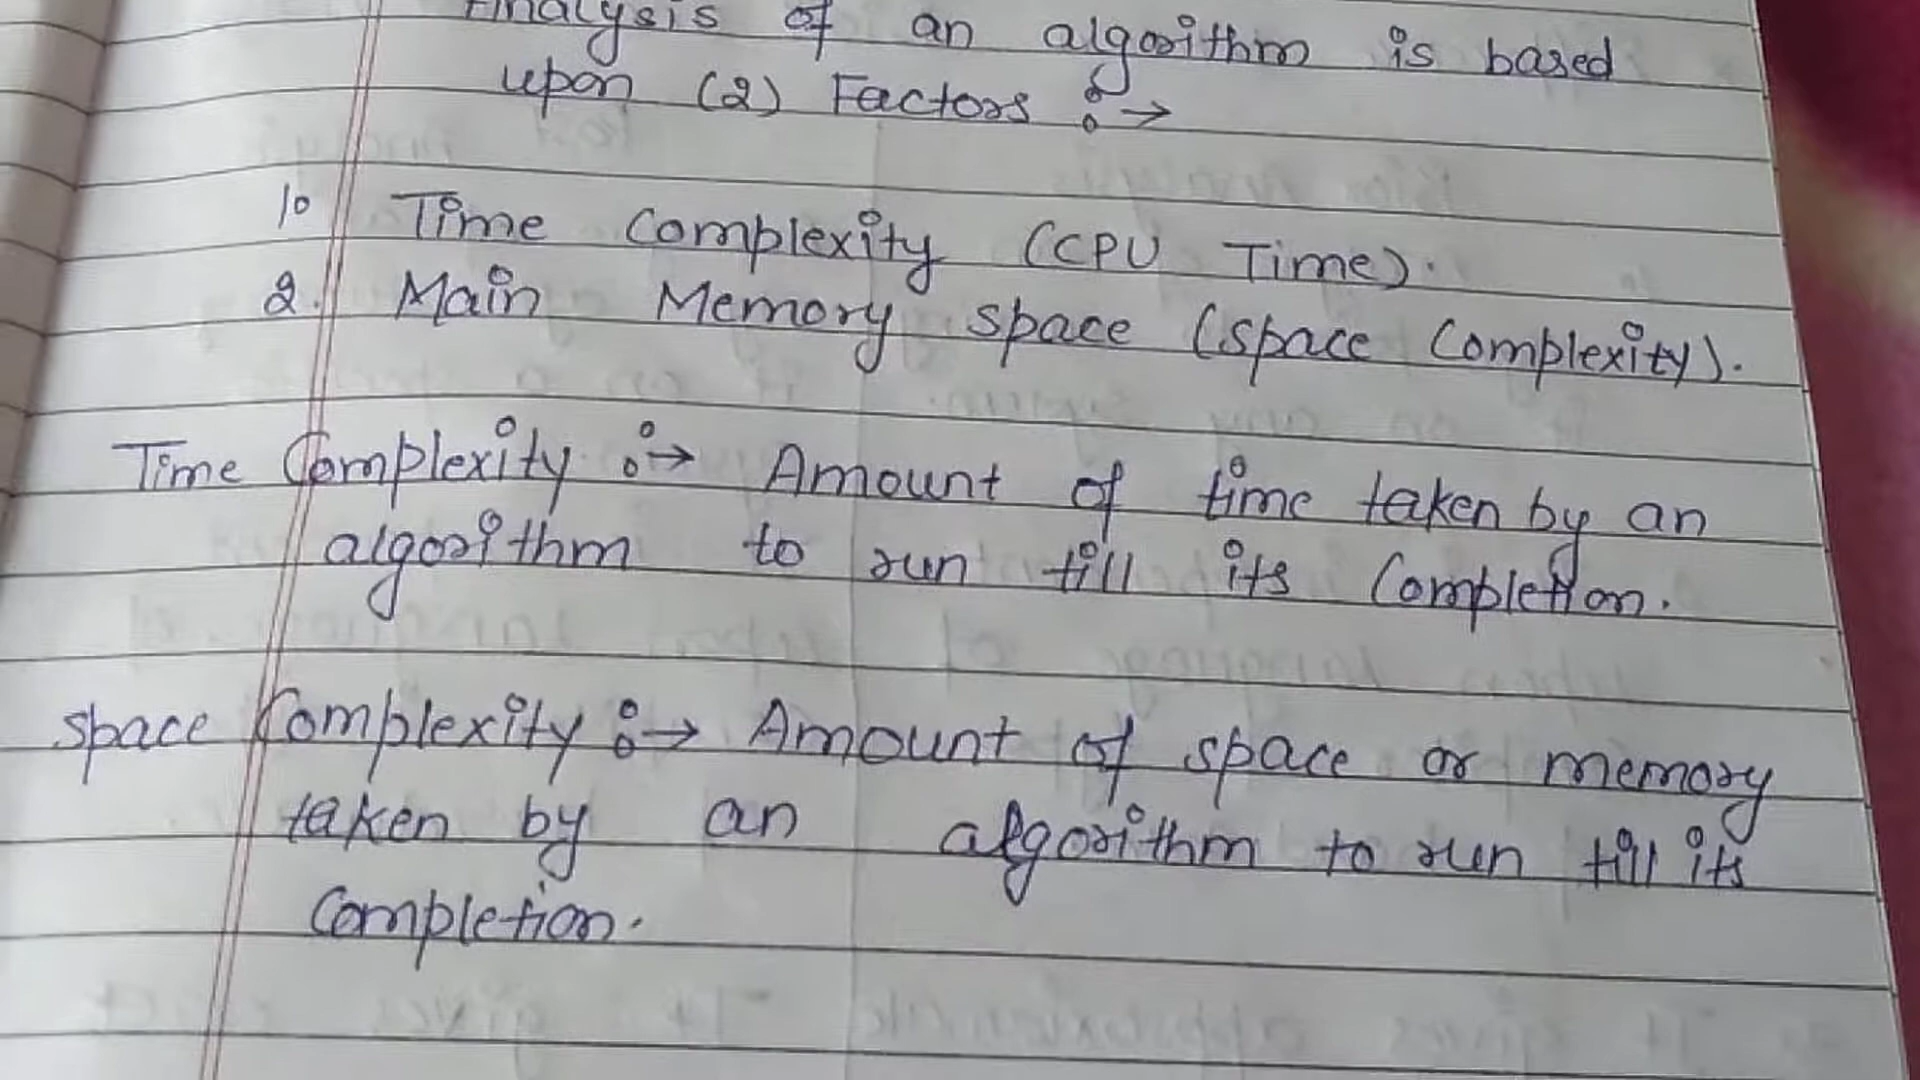 Analysis of an algorithm is based
upon (2) Factors :→
1. Time Complexity (CPU Time).
2. Main Memory space (space Complexity).
Time Complexity :→ Amount of time taken by an
algorithm to run till its Completion.
space Complexity :→ Amount of space or memory
taken by an algorithm to run till its
Completion.